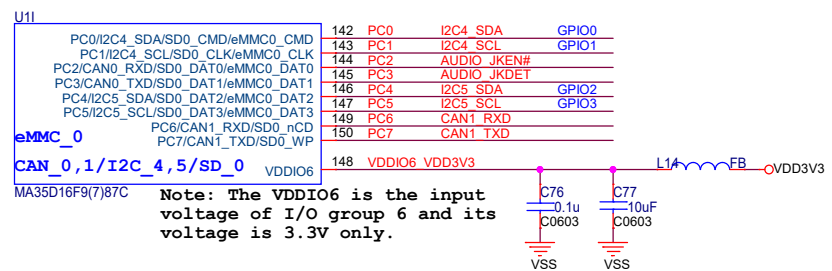 U1I
PC0/I2C4_SDA/SD0_CMD/eMMC0_CMD 142 PC0 I2C4_SDA GPIO0
PC1/I2C4_SCL/SD0_CLK/eMMC0_CLK 143 PC1 I2C4_SCL GPIO1
PC2/CAN0_RXD/SD0_DAT0/eMMC0_DAT0 144 PC2 AUDIO_JKEN#
PC3/CAN0_TXD/SD0_DAT1/eMMC0_DAT1 145 PC3 AUDIO_JKDET
PC4/I2C5_SDA/SD0_DAT2/eMMC0_DAT2 146 PC4 I2C5_SDA GPIO2
PC5/I2C5_SCL/SD0_DAT3/eMMC0_DAT3 147 PC5 I2C5_SCL GPIO3
PC6/CAN1_RXD/SD0_nCD 149 PC6 CAN1_RXD
PC7/CAN1_TXD/SD0_WP 150 PC7 CAN1_TXD
eMMC_0
CAN_0,1/I2C_4,5/SD_0 VDDIO6 148 VDDIO6_VDD3V3 L14 FB VDD3V3
MA35D16F9(7)87C
Note: The VDDIO6 is the input
voltage of I/O group 6 and its
voltage is 3.3V only.
C76 C77
0.1u 10uF
C0603 C0603
VSS VSS